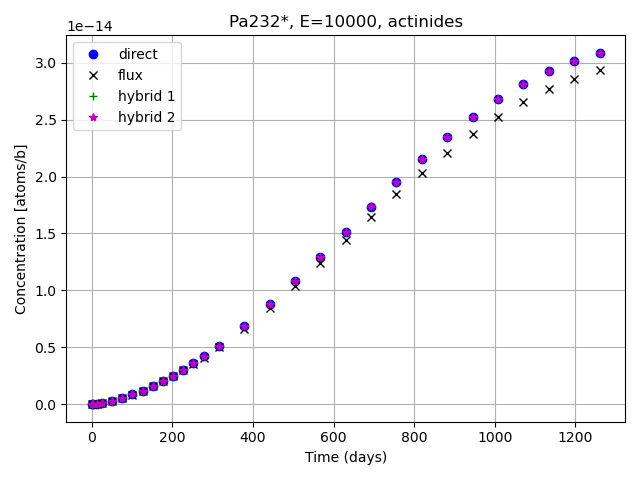 Pa232*, E=10000, actinides
1e−14
direct
flux
hybrid 1
hybrid 2
3.0
2.5
2.0
1.5
1.0
0.5
0.0
Concentration [atoms/b]
0 200 400 600 800 1000 1200
Time (days)